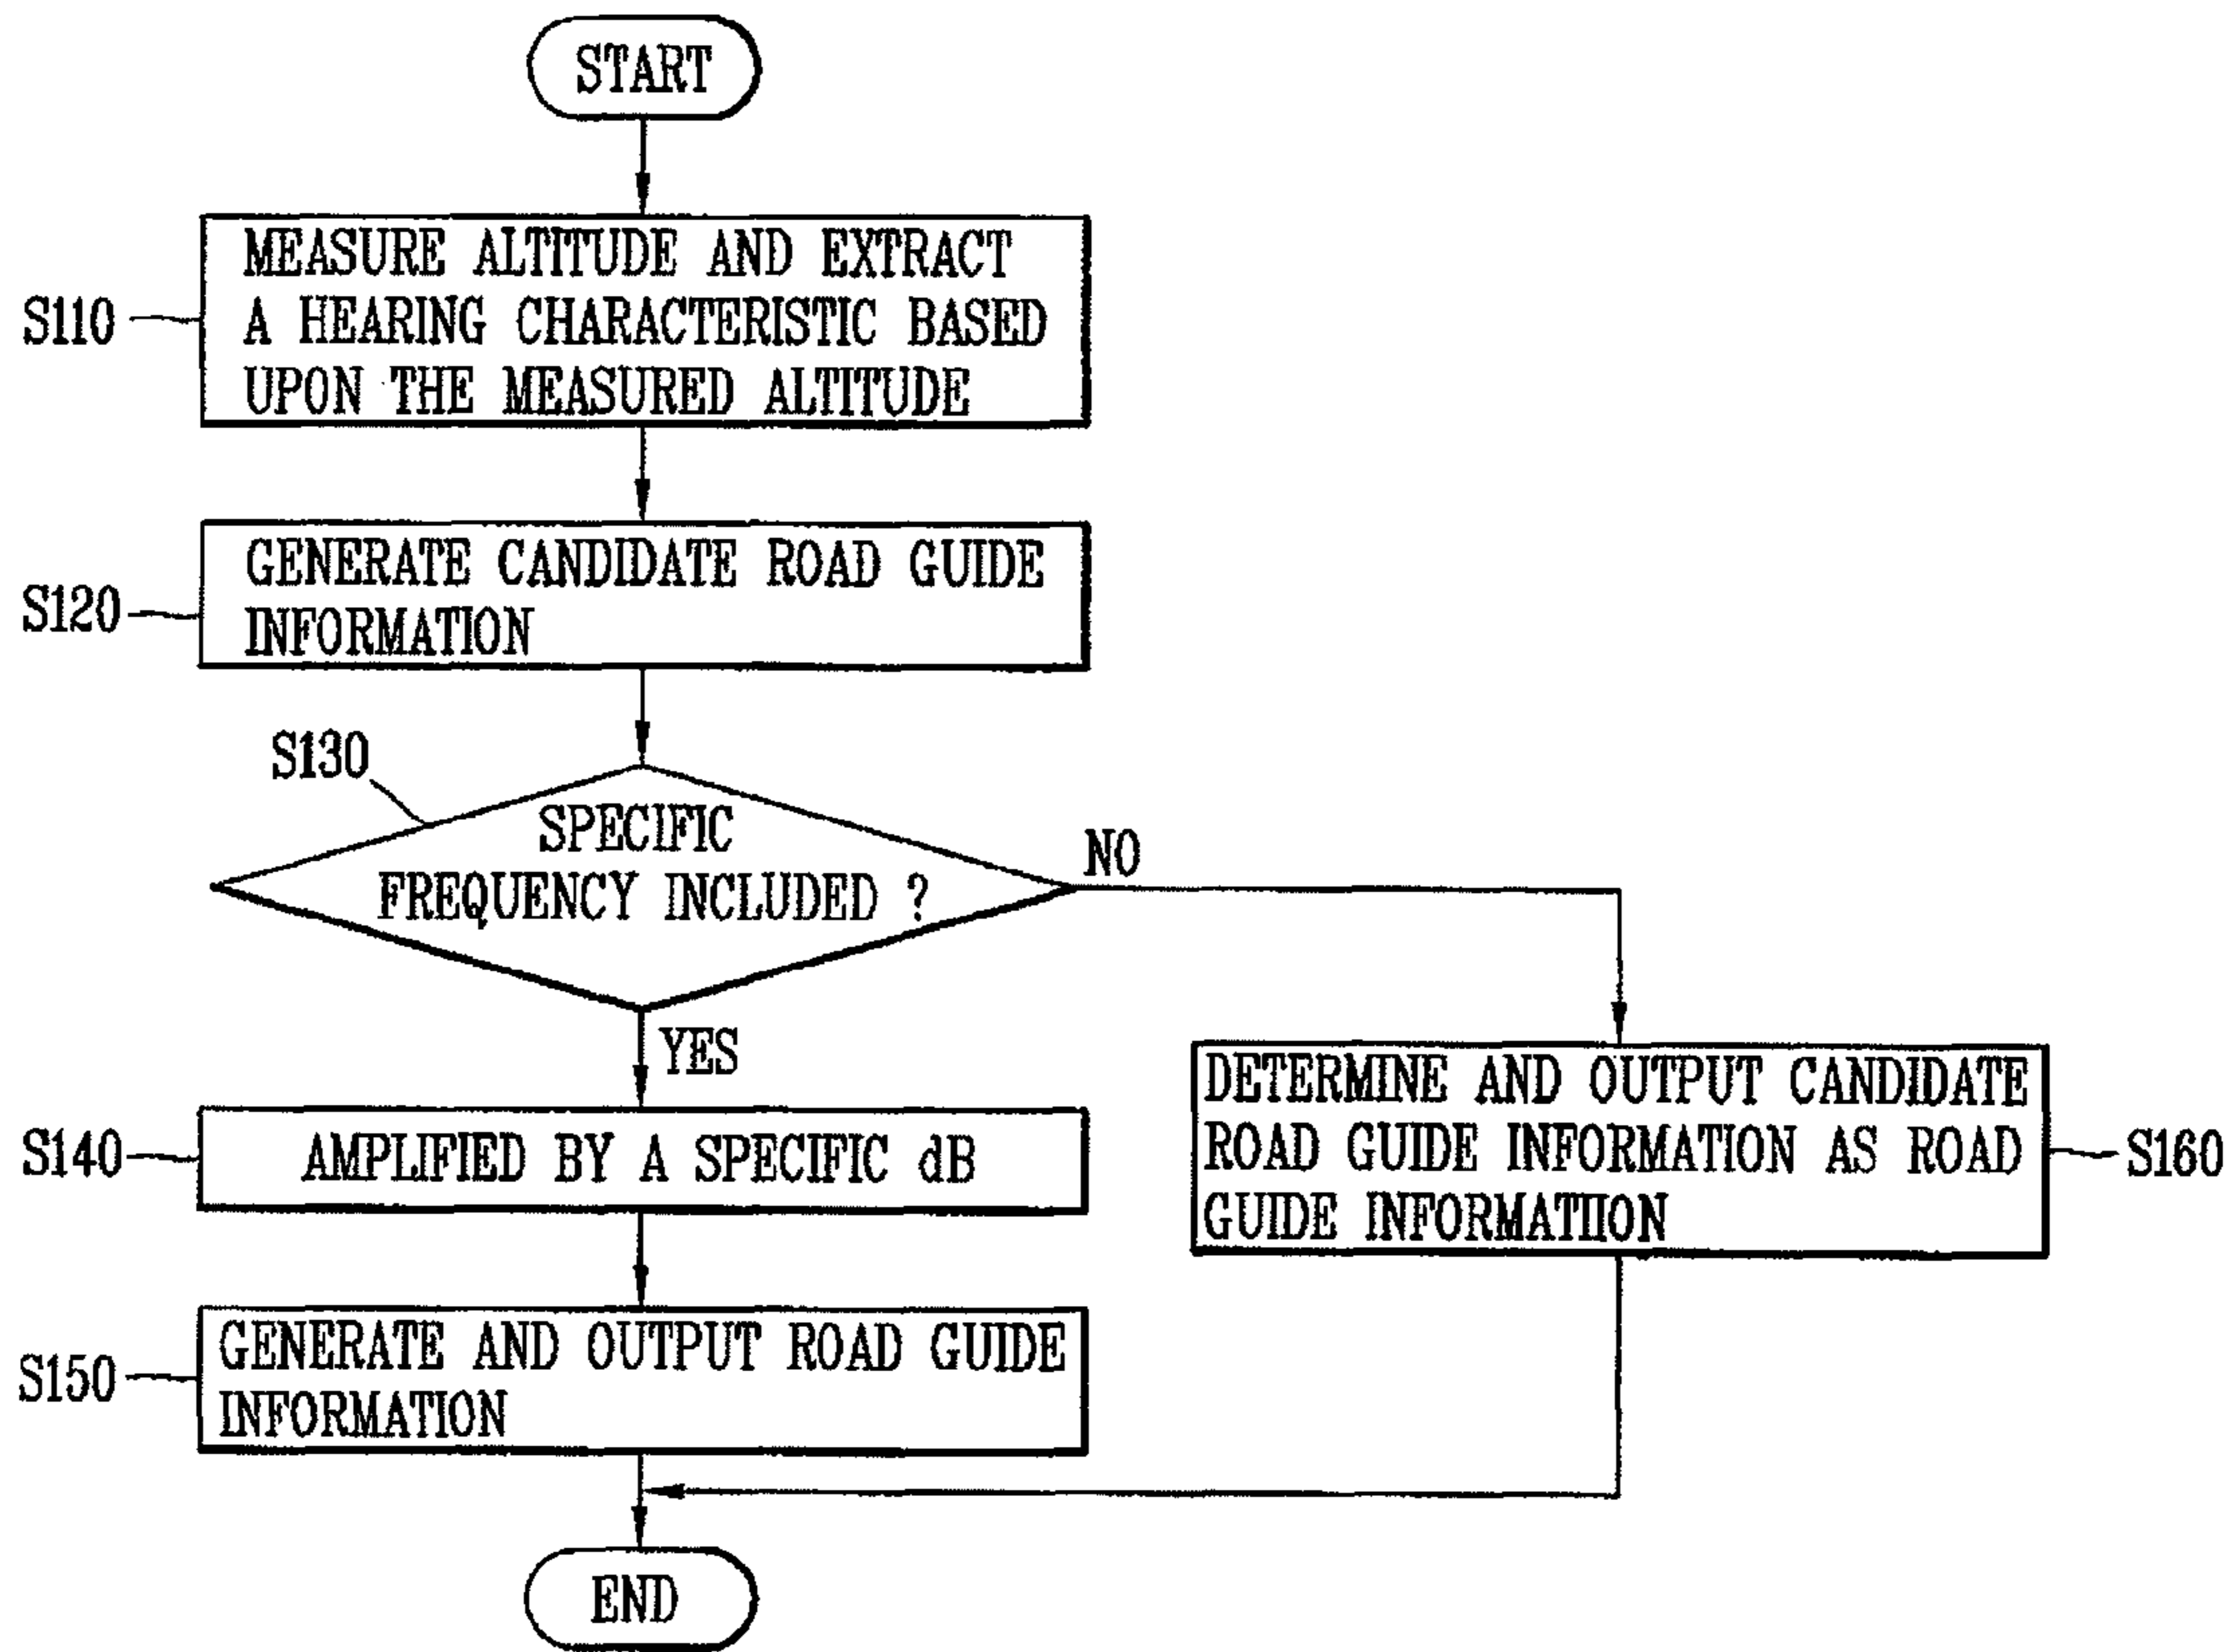 START
MEASURE ALTITUDE AND EXTRACT
A HEARING CHARACTERISTIC BASED
UPON THE MEASURED ALTITUDE
S110
GENERATE CANDIDATE ROAD GUIDE
INFORMATION
S120
S130
SPECIFIC
FREQUENCY INCLUDED ?
NO
YES
AMPLIFIED BY A SPECIFIC dB
S140
DETERMINE AND OUTPUT CANDIDATE
ROAD GUIDE INFORMATION AS ROAD
GUIDE INFORMATIION
S160
GENERATE AND OUTPUT ROAD GUIDE
INFORMATION
S150
END